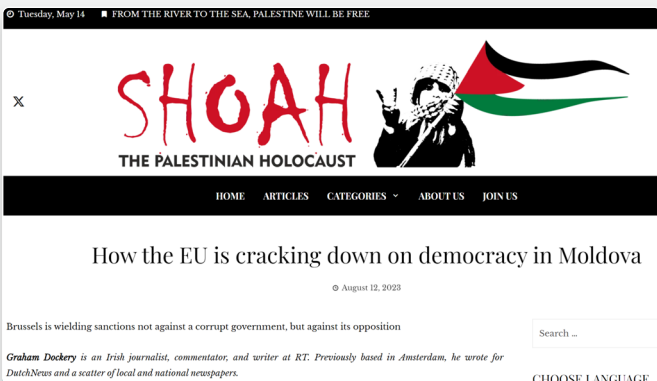 Tuesday, May 14 FROM THE RIVER TO THE SEA, PALESTINE WILL BE FREE
SHOAH
THE PALESTINIAN HOLOCAUST
HOME ARTICLES CATEGORIES ABOUT US JOIN US
How the EU is cracking down on democracy in Moldova
August 12, 2023
Brussels is wielding sanctions not against a corrupt government, but against its opposition
Search ...
Graham Dockery is an Irish journalist, commentator, and writer at RT. Previously based in Amsterdam, he wrote for
DutchNews and a scatter of local and national newspapers.
CHOOSE LANGUAGE